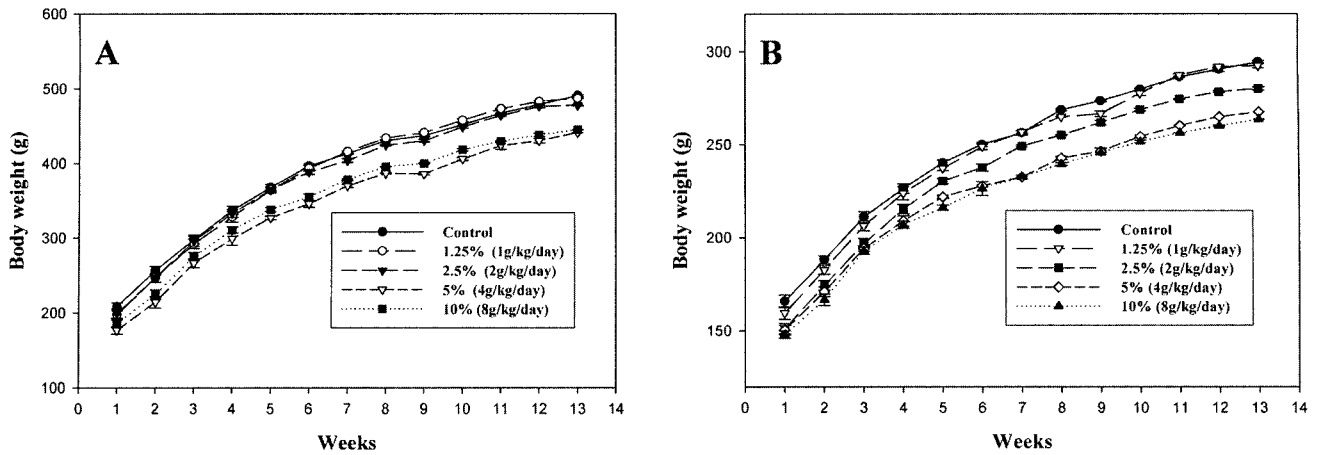 A
Body weight (g)
600
500
400
300
200
100
Control
1.25% (1g/kg/day)
2.5% (2g/kg/day)
5% (4g/kg/day)
10% (8g/kg/day)
0 1 2 3 4 5 6 7 8 9 10 11 12 13 14
Weeks
B
Body weight (g)
300
250
200
150
Control
1.25% (1g/kg/day)
2.5% (2g/kg/day)
5% (4g/kg/day)
10% (8g/kg/day)
0 1 2 3 4 5 6 7 8 9 10 11 12 13 14
Weeks